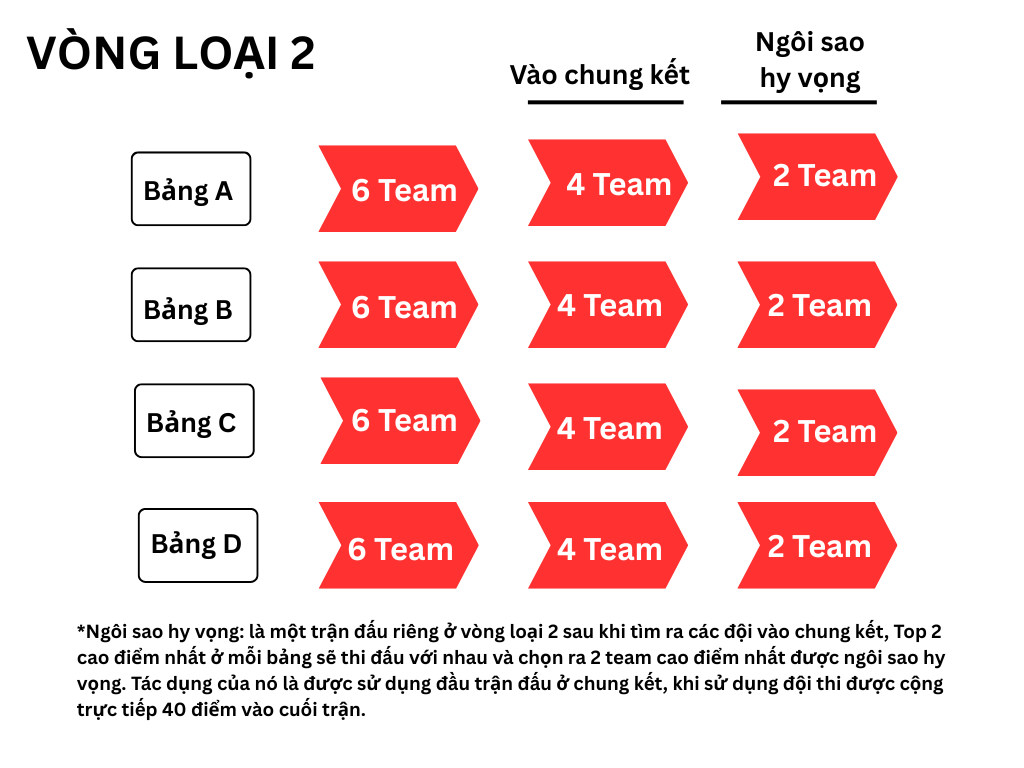 VÒNG LOẠI 2
Vào chung kết
Ngôi sao
hy vọng
Bảng A
6 Team
4 Team
2 Team
Bảng B
6 Team
4 Team
2 Team
Bảng C
6 Team
4 Team
2 Team
Bảng D
6 Team
4 Team
2 Team
*Ngôi sao hy vọng: là một trận đấu riêng ở vòng loại 2 sau khi tìm ra các đội vào chung kết, Top 2
cao điểm nhất ở mỗi bảng sẽ thi đấu với nhau và chọn ra 2 team cao điểm nhất được ngôi sao hy
vọng. Tác dụng của nó là được sử dụng đầu trận đấu ở chung kết, khi sử dụng đội thi được cộng
trực tiếp 40 điểm vào cuối trận.